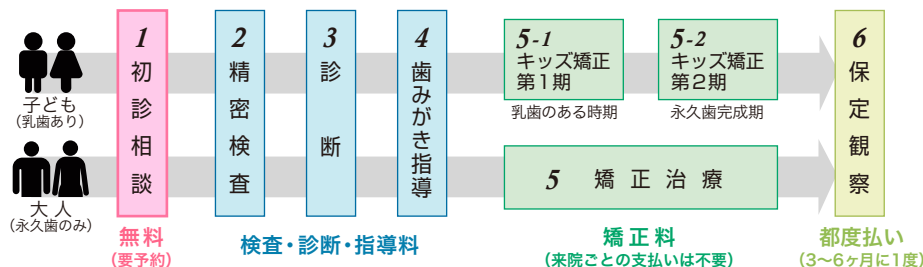 子ども
(乳歯あり)
大人
(永久歯のみ)
1
初診相談
無料
(要予約)
2
精密検査
3
診断
4
歯みがき指導
検査・診断・指導料
5-1
キッズ矯正
第1期
乳歯のある時期
5-2
キッズ矯正
第2期
永久歯完成期
5 矯正治療
矯正料
(来院ごとの支払いは不要)
6
保定観察
都度払い
(3〜6ヶ月に1度)